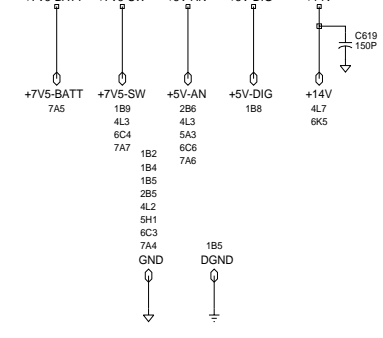 C619
150P
+7V5-BATT +7V5-SW +5V-AN +5V-DIG +14V
7A5 1B9 2B6 1B8 4L7
4L3 4L3 6K5
6C4 5A3
7A7 6C6
1B2 7A6
1B4
1B5
2B5
4L2
5H1
6C3
7A4 1B5
GND DGND